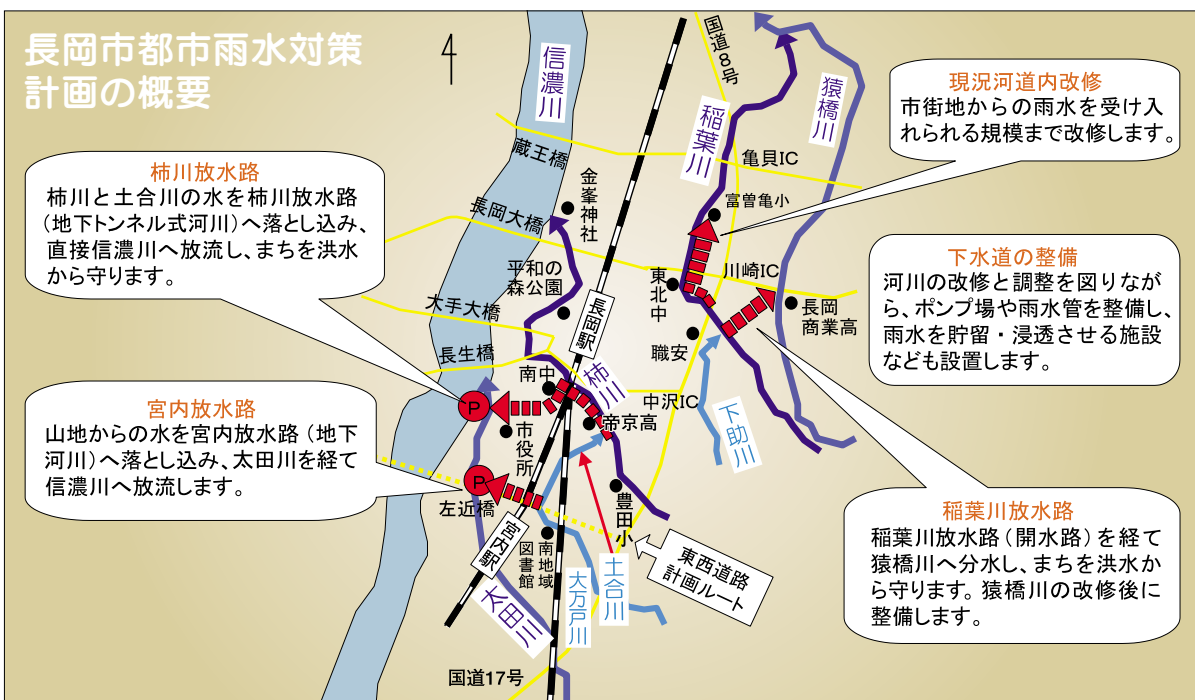 長岡市都市雨水対策
計画の概要
柿川放水路
柿川と土合川の水を柿川放水路
(地下トンネル式河川)へ落とし込み、
直接信濃川へ放流し、まちを洪水
から守ります。
宮内放水路
山地からの水を宮内放水路(地下
河川)へ落とし込み、太田川を経て
信濃川へ放流します。
現況河道内改修
市街地からの雨水を受け入
れられる規模まで改修します。
下水道の整備
河川の改修と調整を図りなが
ら、ポンプ場や雨水管を整備し、
雨水を貯留・浸透させる施設
なども設置します。
稲葉川放水路
稲葉川放水路(開水路)を経て
猿橋川へ分水し、まちを洪水
から守ります。猿橋川の改修後に
整備します。
4
信濃川
国道8号
稲葉川
猿橋川
蔵王橋
亀貝IC
金峯神社
富曽亀小
長岡大橋
川崎IC
平和の
森公園
東北中
長岡
商業高
大手大橋
長岡駅
職安
長生橋
南中
柿川
中沢IC
下助川
P
帝京高
市役所
P
左近橋
豊田小
宮内駅
南地域
図書館
東西道路
計画ルート
太田川
大万戸川
土合川
国道17号